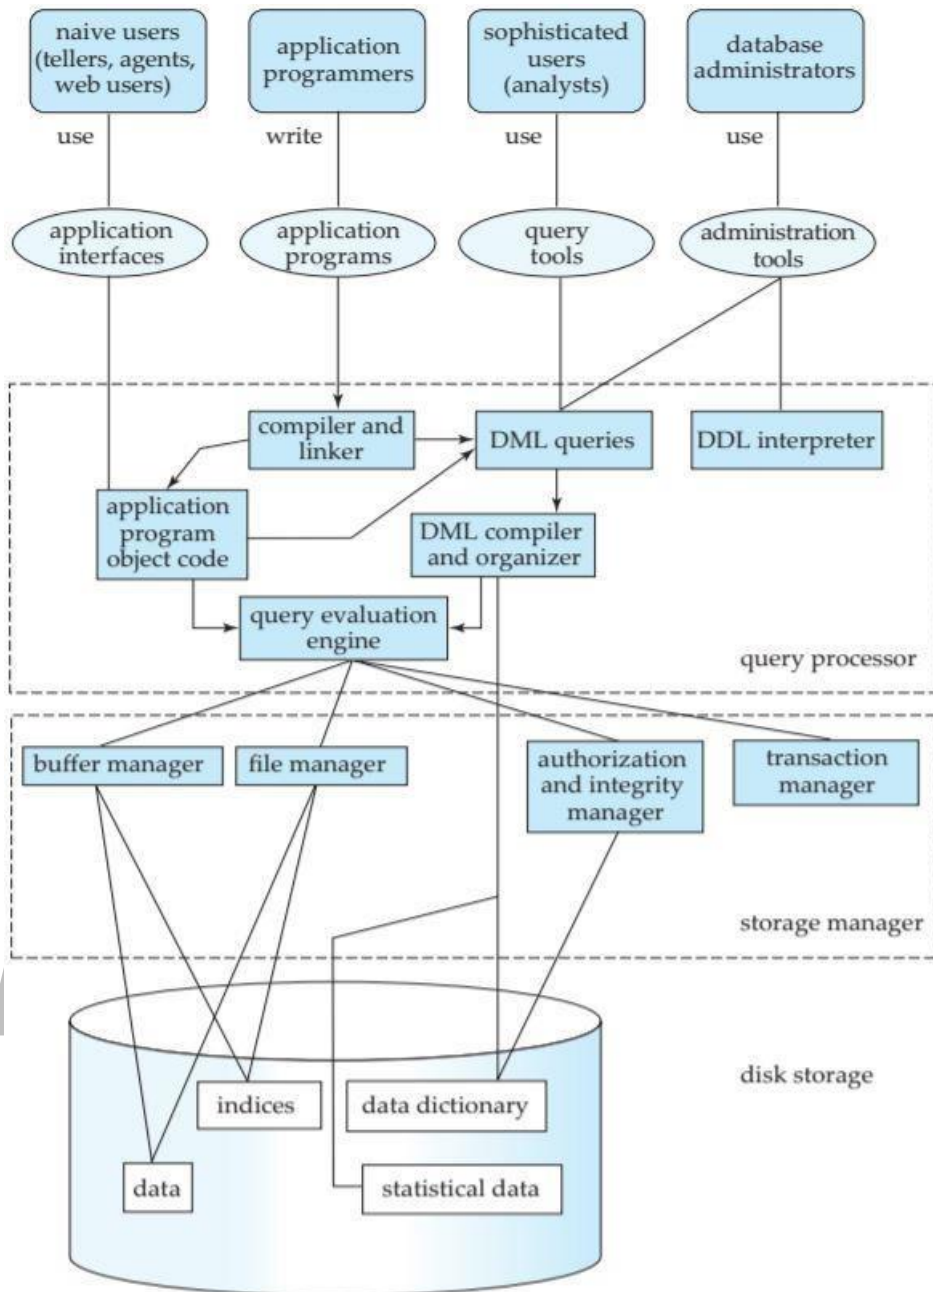 naive users
(tellers, agents,
web users)
application
programmers
sophisticated
users
(analysts)
database
administrators
use
write
use
use
application
interfaces
application
programs
query
tools
administration
tools
compiler and
linker
DML queries
DDL interpreter
application
program
object code
DML compiler
and organizer
query evaluation
engine
query processor
buffer manager
file manager
authorization
and integrity
manager
transaction
manager
storage manager
disk storage
indices
data dictionary
data
statistical data